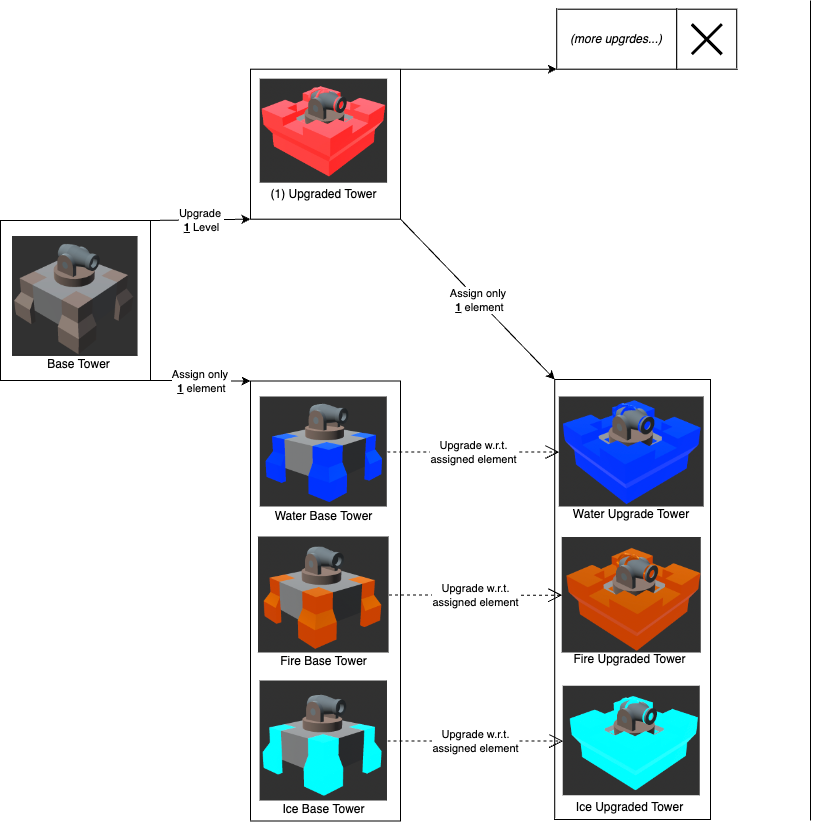 (more upgrdes...)
(1) Upgraded Tower
Upgrade
1 Level
Base Tower
Assign only
1 element
Assign only
1 element
Water Base Tower
Upgrade w.r.t.
assigned element
Water Upgrade Tower
Fire Base Tower
Upgrade w.r.t.
assigned element
Fire Upgraded Tower
Ice Base Tower
Upgrade w.r.t.
assigned element
Ice Upgraded Tower